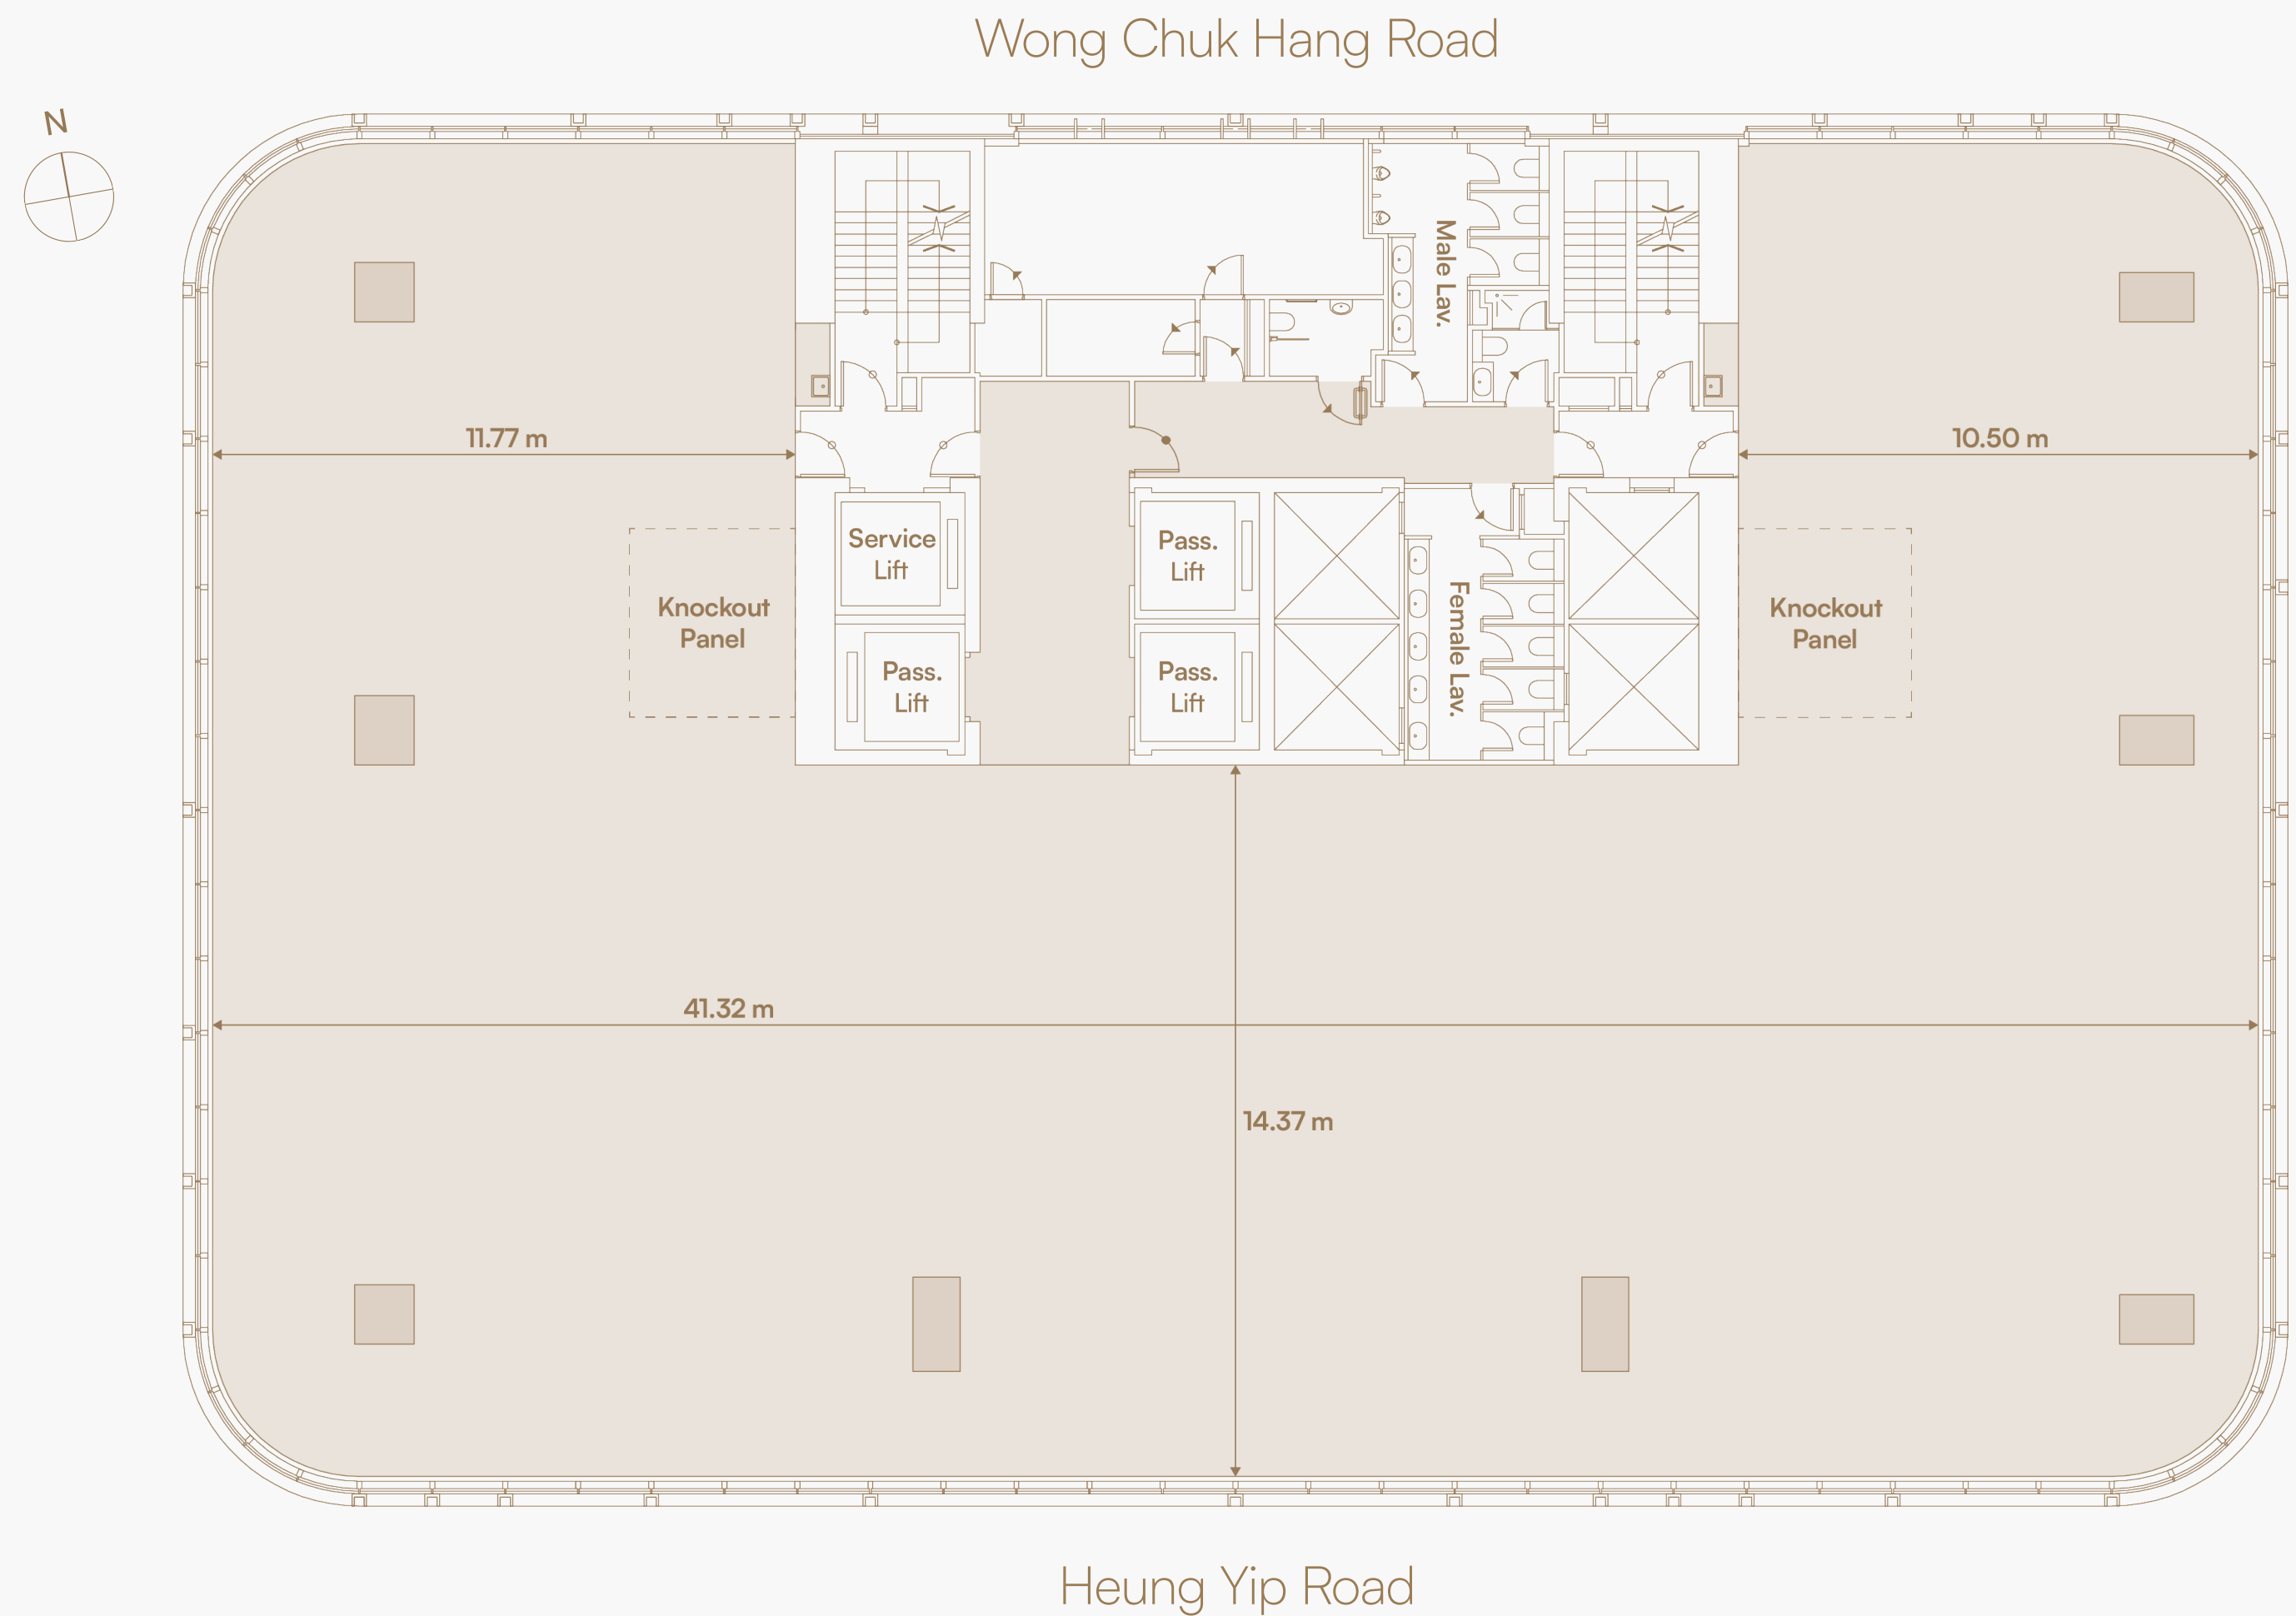 Wong Chuk Hang Road
N
Male Lav.
11.77 m
10.50 m
Service
Lift
Pass.
Lift
Knockout
Panel
Female Lav.
Knockout
Panel
Pass.
Lift
Pass.
Lift
41.32 m
14.37 m
Heung Yip Road